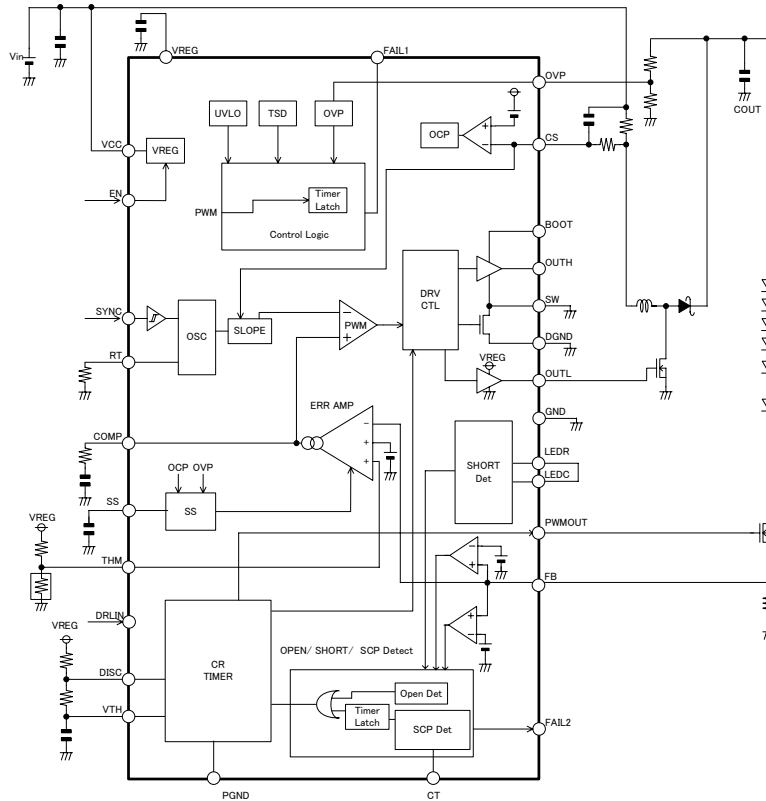 VREG
FAIL1
Vin
OVP
COUT
UVLO
TSD
OVP
OCP
CS
VCC
VREG
EN
Timer
Latch
PWM
Control Logic
BOOT
OUTH
DRV
CTL
SW
SYNC
OSC
SLOPE
PWM
DGND
RT
VREG
OUTL
ERR AMP
GND
COMP
SHORT
Det
LEDR
LEDC
OCP OVP
SS
SS
VREG
PWMOUT
THM
FB
DRLIN
VREG
OPEN/ SHORT/ SCP Detect
CR
TIMER
DISC
Open Det
Timer
Latch
SCP Det
VTH
FAIL2
PGND
CT